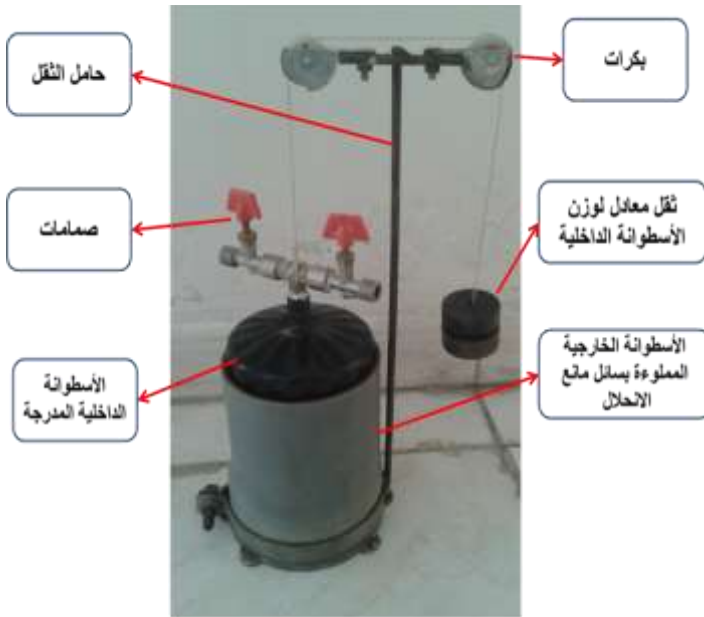 حامل الثقل
بكرات
صمامات
ثقل معادل لوزن
الأسطوانة الداخلية
الأسطوانة
الداخلية المدرجة
الأسطوانة الخارجية
المملوءة بسائل مانع
الانحلال